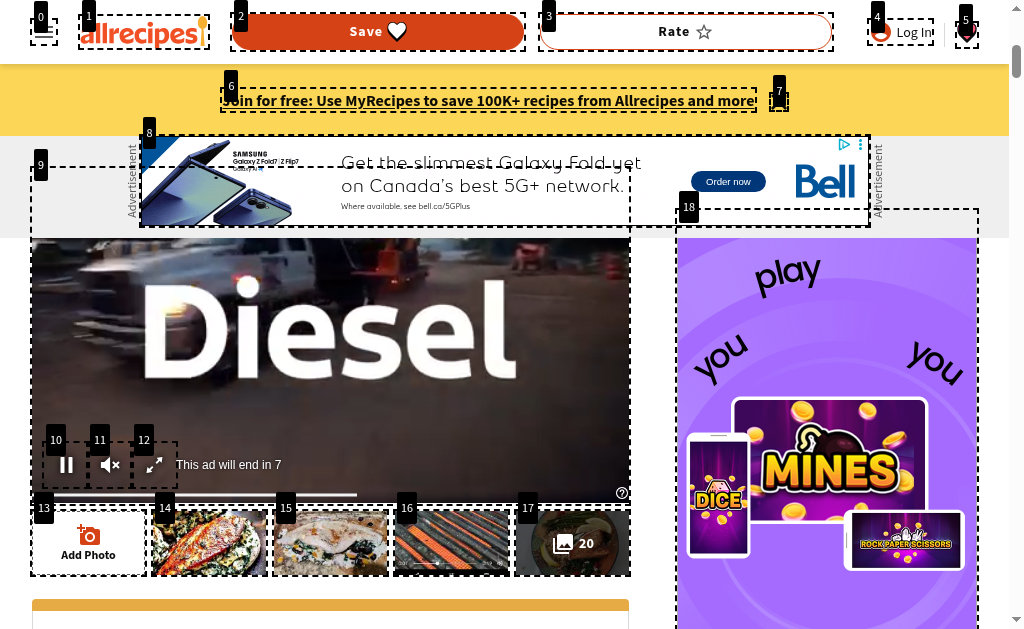 0
1
2
3
4
5
allrecipes
Save
Rate
Log In
6
7
Join for free: Use MyRecipes to save 100K+ recipes from Allrecipes and more
8
9
Advertisement
SAMSUNG
Galaxy Z Fold7 | Z Flip7
Get the slimmest Galaxy Fold yet
on Canada's best 5G+ network.
Where available, see bell.ca/5GPlus
Order now
Bell
Advertisement
18
Diesel
play
you
you
MINES
DICE
ROCK PAPER SCISSORS
10
11
12
This ad will end in 7
13
14
15
16
17
Add Photo
20